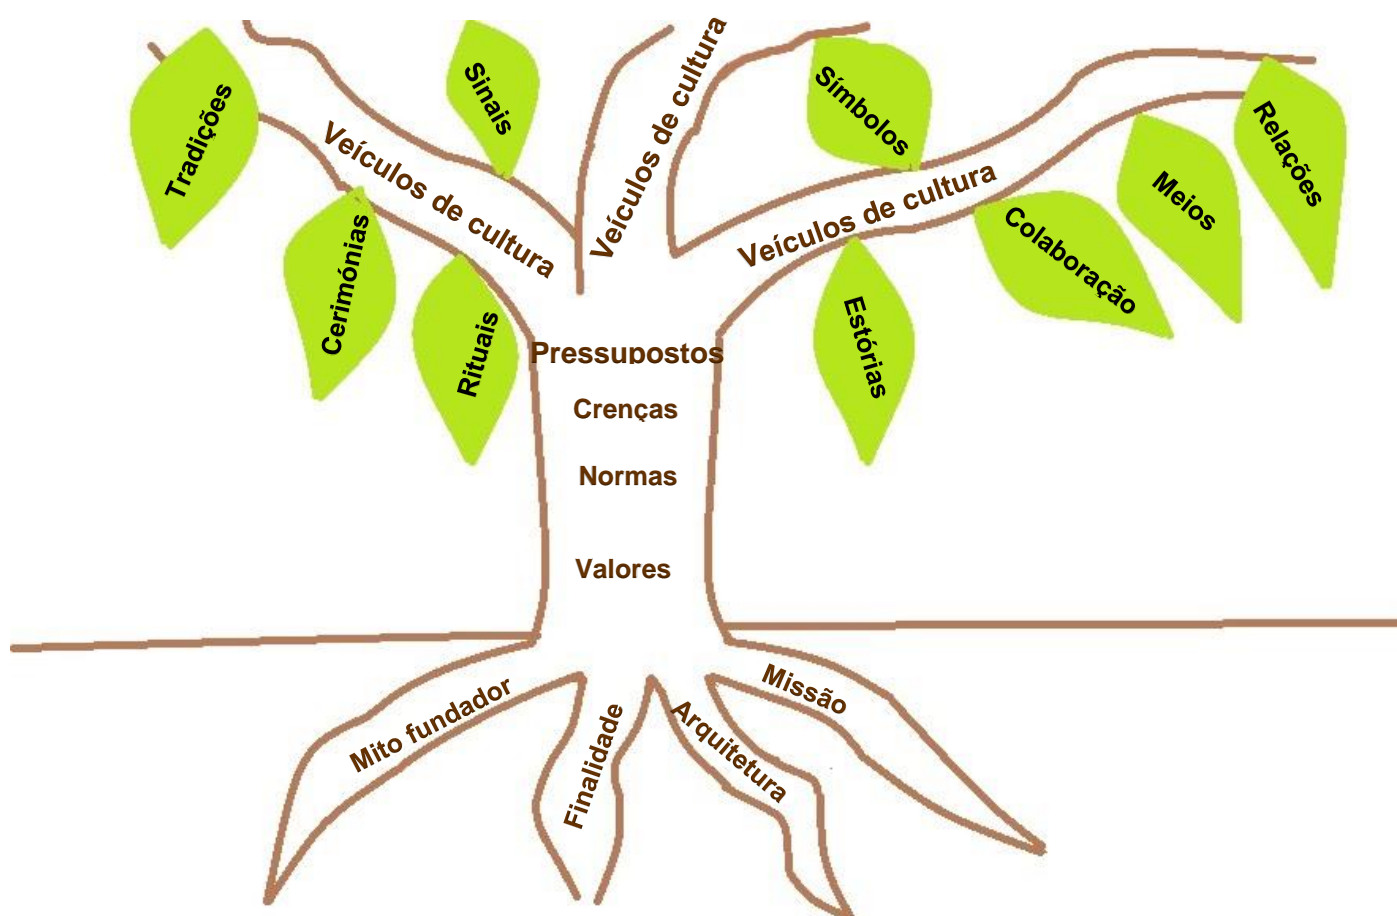 Tradições
Sinais
Veículos de cultura
Veículos de cultura
Símbolos
Relações
Veículos de cultura
Meios
Colaboração
Cerimónias
Rituais
Estórias
Pressupostos
Crenças
Normas
Valores
Mito fundador
Finalidade
Arquitetura
Missão